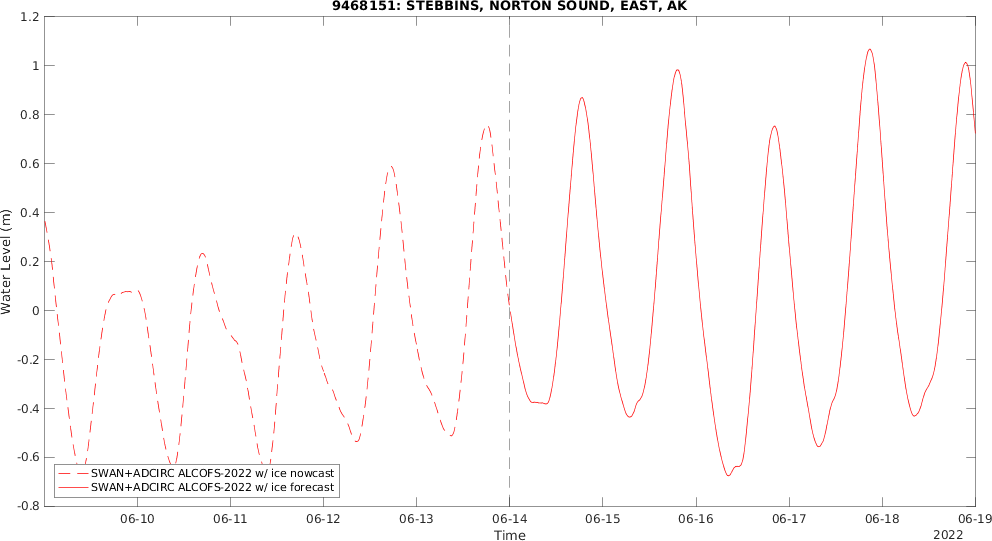 9468151: STEBBINS, NORTON SOUND, EAST, AK
1.2
1
0.8
0.6
0.4
0.2
0
-0.2
-0.4
-0.6
-0.8
Water Level (m)
SWAN+ADCIRC ALCOFS-2022 w/ ice nowcast
SWAN+ADCIRC ALCOFS-2022 w/ ice forecast
06-10 06-11 06-12 06-13 06-14 06-15 06-16 06-17 06-18 06-19
Time
2022